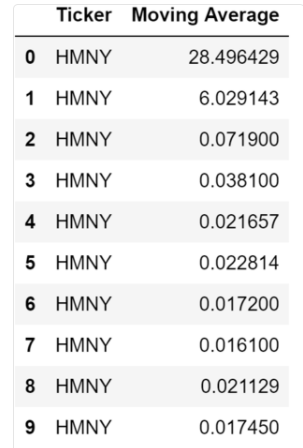 Ticker Moving Average
0 HMNY 28.496429
1 HMNY 6.029143
2 HMNY 0.071900
3 HMNY 0.038100
4 HMNY 0.021657
5 HMNY 0.022814
6 HMNY 0.017200
7 HMNY 0.016100
8 HMNY 0.021129
9 HMNY 0.017450